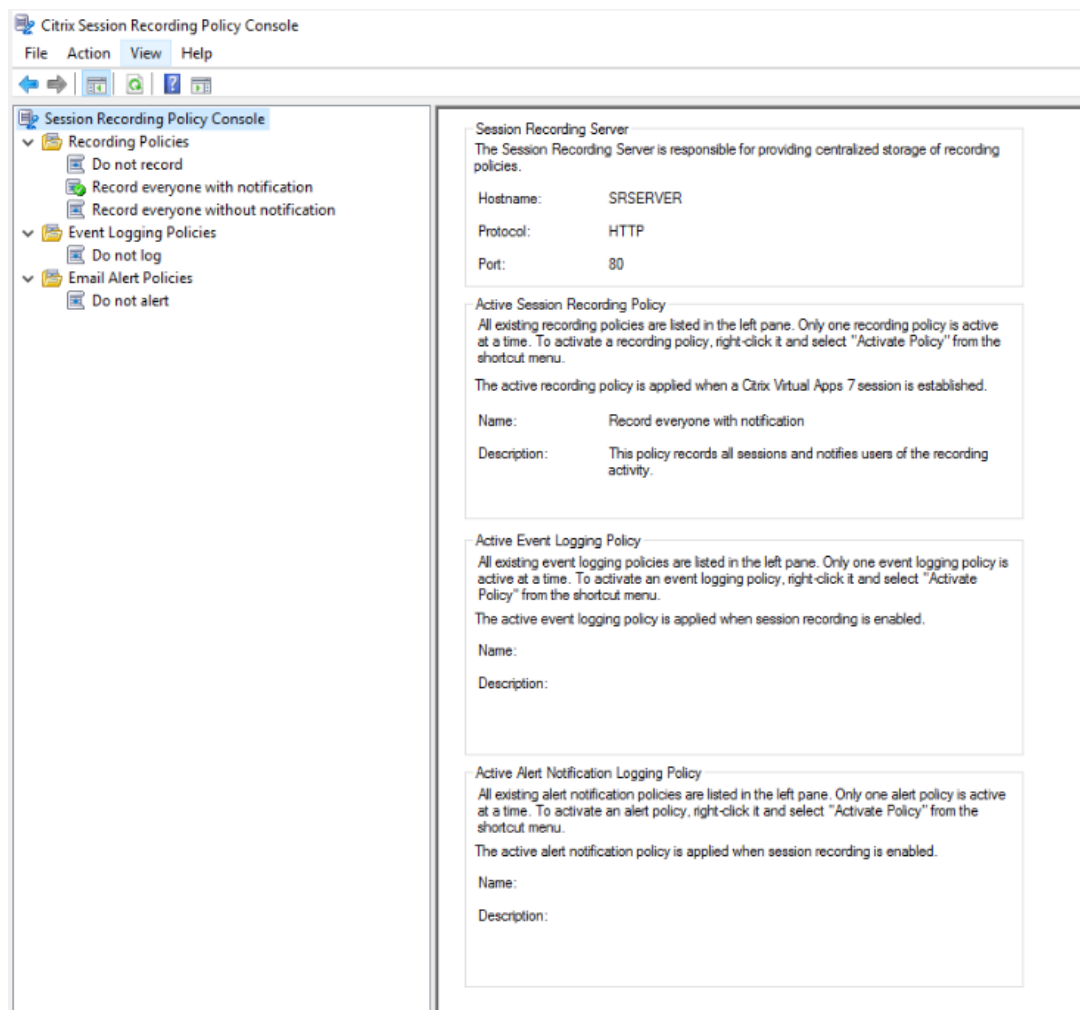 Citrix Session Recording Policy Console
File Action View Help
Session Recording Policy Console
Recording Policies
Do not record
Record everyone with notification
Record everyone without notification
Event Logging Policies
Do not log
Email Alert Policies
Do not alert
Session Recording Server
The Session Recording Server is responsible for providing centralized storage of recording
policies.
Hostname: SRSERVER
Protocol: HTTP
Port: 80
Active Session Recording Policy
All existing recording policies are listed in the left pane. Only one recording policy is active
at a time. To activate a recording policy, right-click it and select "Activate Policy" from the
shortcut menu.
The active recording policy is applied when a Citrix Virtual Apps 7 session is established.
Name: Record everyone with notification
Description: This policy records all sessions and notifies users of the recording
activity.
Active Event Logging Policy
All existing event logging policies are listed in the left pane. Only one event logging policy is
active at a time. To activate an event logging policy, right-click it and select "Activate
Policy" from the shortcut menu.
The active event logging policy is applied when session recording is enabled.
Name:
Description:
Active Alert Notification Logging Policy
All existing alert notification policies are listed in the left pane. Only one alert policy is active
at a time. To activate an alert policy, right-click it and select "Activate Policy" from the
shortcut menu.
The active alert notification policy is applied when session recording is enabled.
Name:
Description: